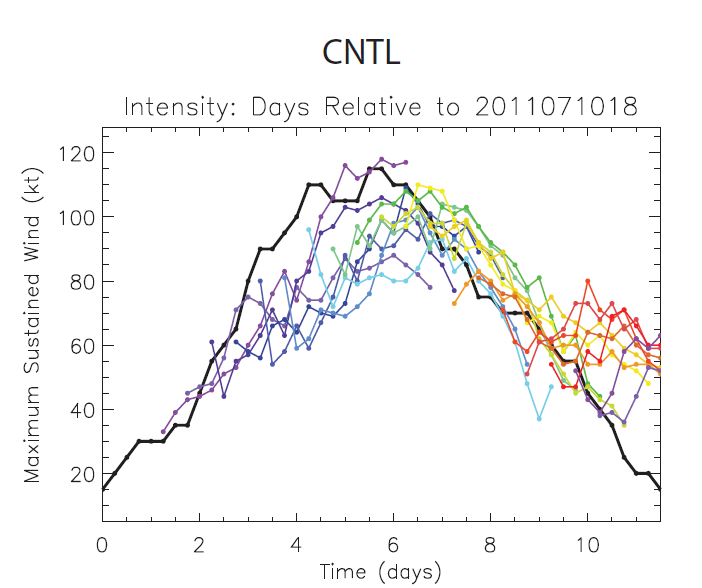 CNTL
Intensity: Days Relative to 2011071018
Maximum Sustained Wind (kt)
120
100
80
60
40
20
0 2 4 6 8 10
Time (days)